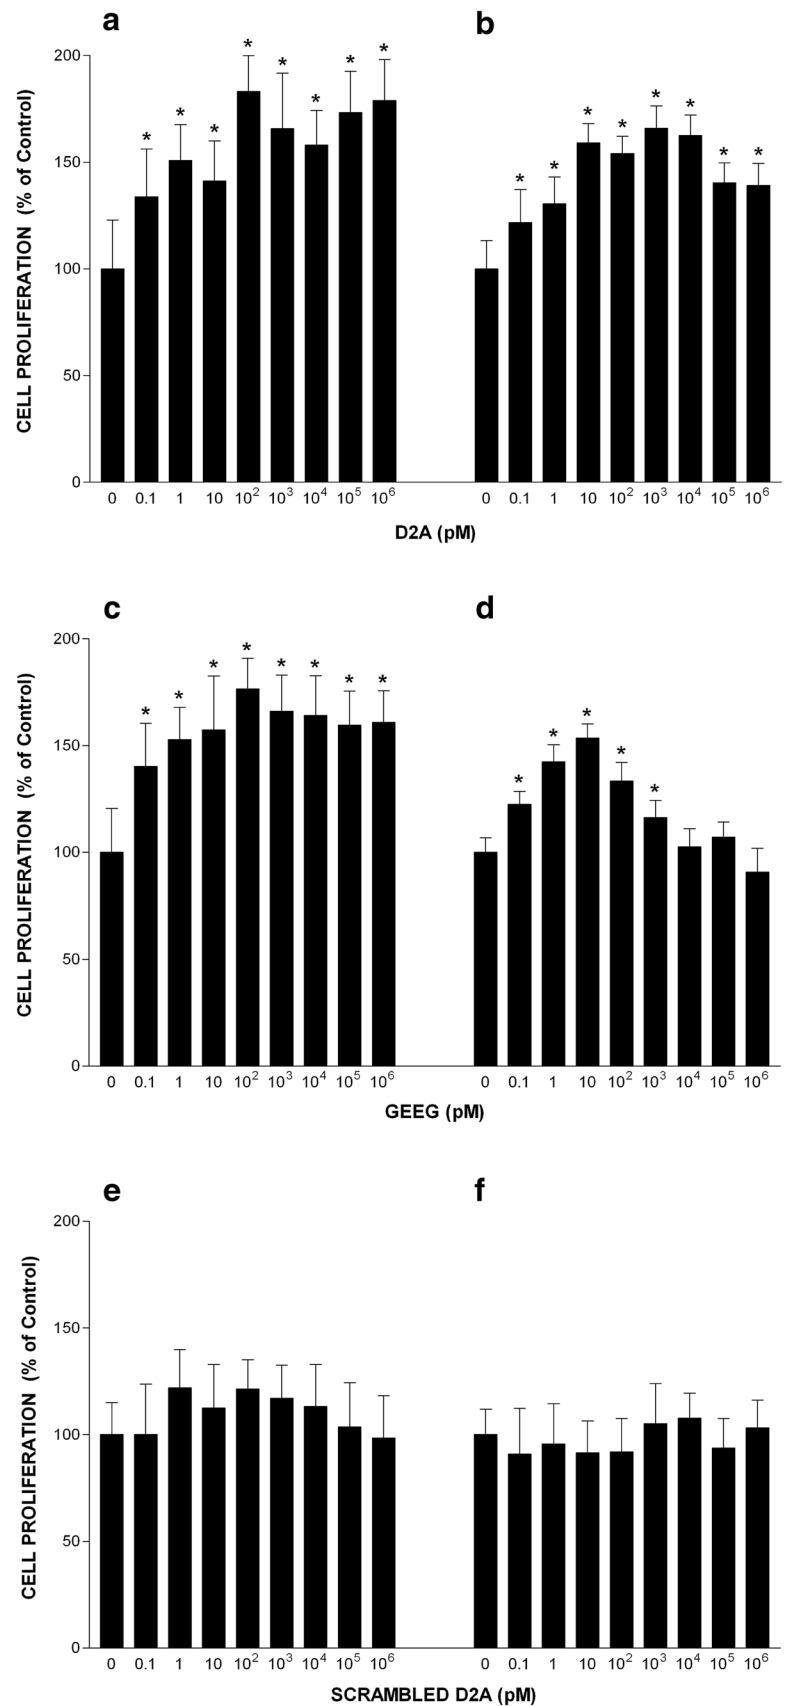 a b
* * * * * * * *
* * * * * * * *
CELL PROLIFERATION (% of Control)
200
150
100
50
0
0 0.1 1 10 10² 10³ 10⁴ 10⁵ 10⁶ 0 0.1 1 10 10² 10³ 10⁴ 10⁵ 10⁶
D2A (pM)
c d
* * * * * * * *
* * * * *
CELL PROLIFERATION (% of Control)
200
150
100
50
0
0 0.1 1 10 10² 10³ 10⁴ 10⁵ 10⁶ 0 0.1 1 10 10² 10³ 10⁴ 10⁵ 10⁶
GEEG (pM)
e f
CELL PROLIFERATION (% of Control)
200
150
100
50
0
0 0.1 1 10 10² 10³ 10⁴ 10⁵ 10⁶ 0 0.1 1 10 10² 10³ 10⁴ 10⁵ 10⁶
SCRAMBLED D2A (pM)